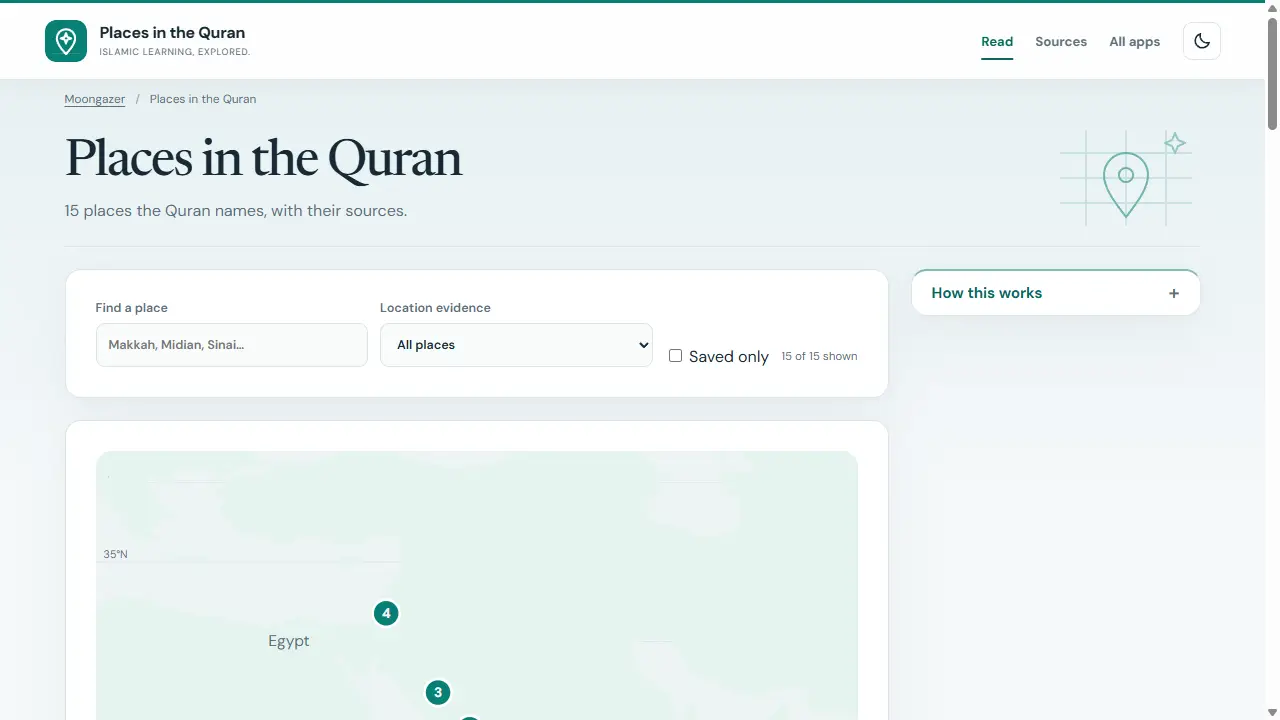 Places in the Quran
ISLAMIC LEARNING, EXPLORED.
Read
Sources
All apps
Moongazer / Places in the Quran
Places in the Quran
15 places the Quran names, with their sources.
Find a place
Makkah, Midian, Sinai…
Location evidence
All places
Saved only
15 of 15 shown
How this works +
35°N
4
Egypt
3